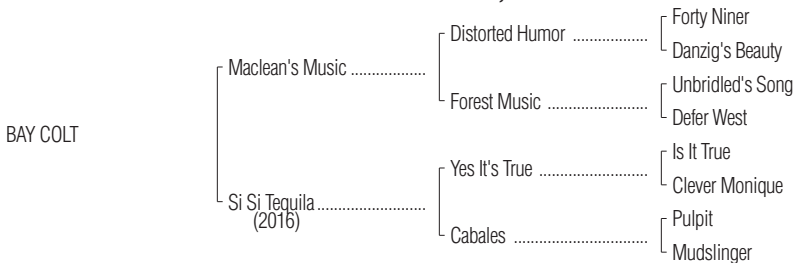 Forty Niner
Distorted Humor ..................
Danzig's Beauty
Maclean's Music ..................
Unbridled's Song
Forest Music ........................
Defer West
BAY COLT
Is It True
Yes It's True ..........................
Clever Monique
Si Si Tequila..........................
(2016)
Pulpit
Cabales ................................
Mudslinger